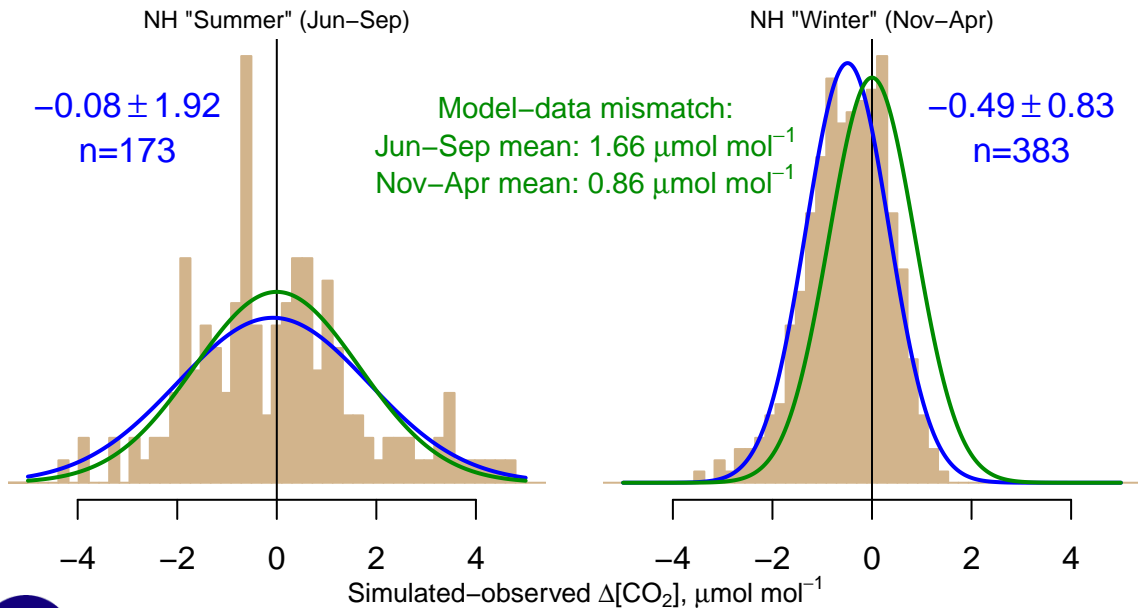 NH "Summer" (Jun−Sep)
−0.08 ± 1.92
n=173
Model−data mismatch:
Jun−Sep mean: 1.66 μmol mol⁻¹
Nov−Apr mean: 0.86 μmol mol⁻¹
NH "Winter" (Nov−Apr)
−0.49 ± 0.83
n=383
−4 −2 0 2 4
−4 −2 0 2 4
Simulated−observed Δ[CO₂], μmol mol⁻¹